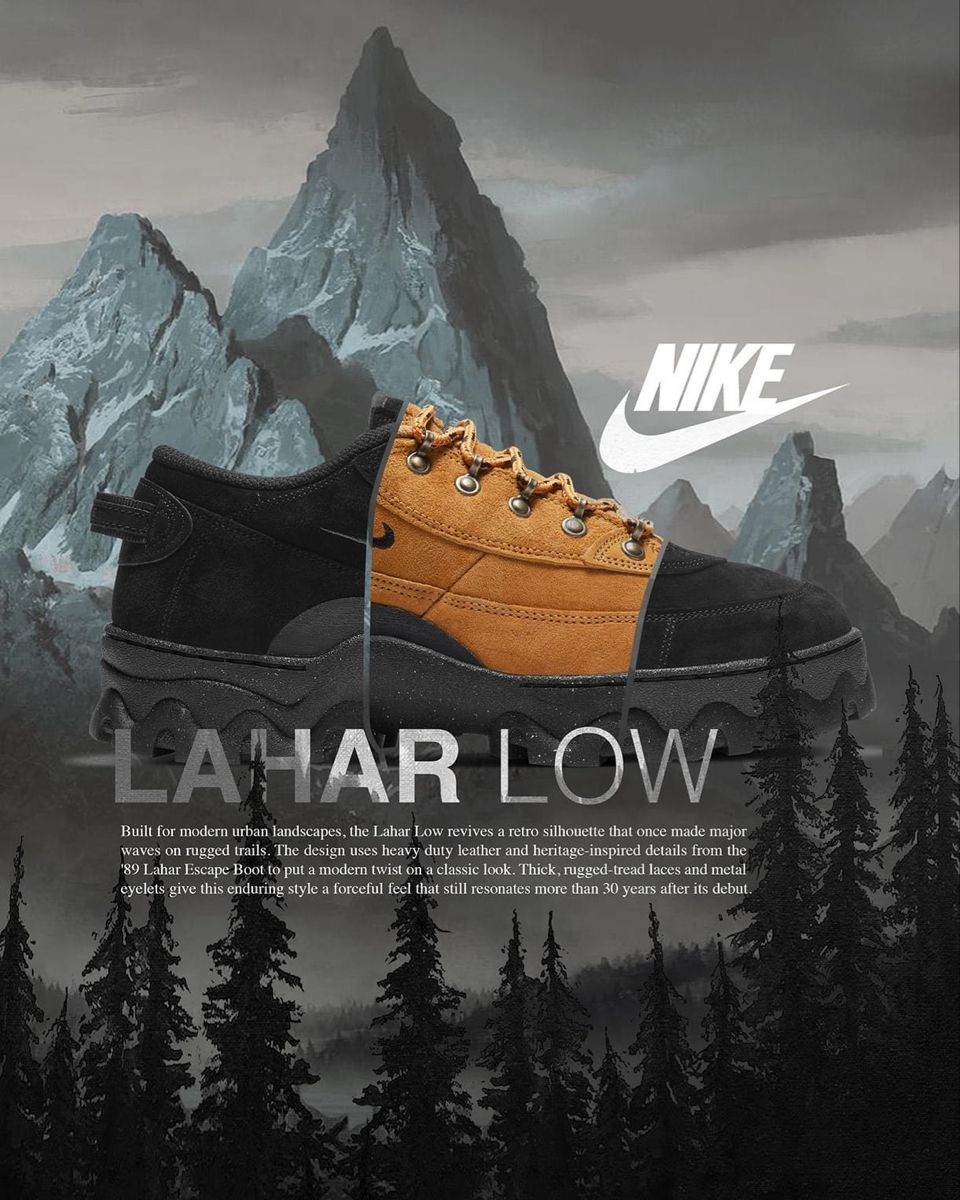 NIKE
LAHAR LOW
Built for modern urban landscapes, the Lahar Low revives a retro silhouette that once made major
waves on rugged trails. The design uses heavy duty leather and heritage-inspired details from the
'89 Lahar Escape Boot to put a modern twist on a classic look. Thick, rugged-tread laces and metal
eyelets give this enduring style a forceful feel that still resonates more than 30 years after its debut.